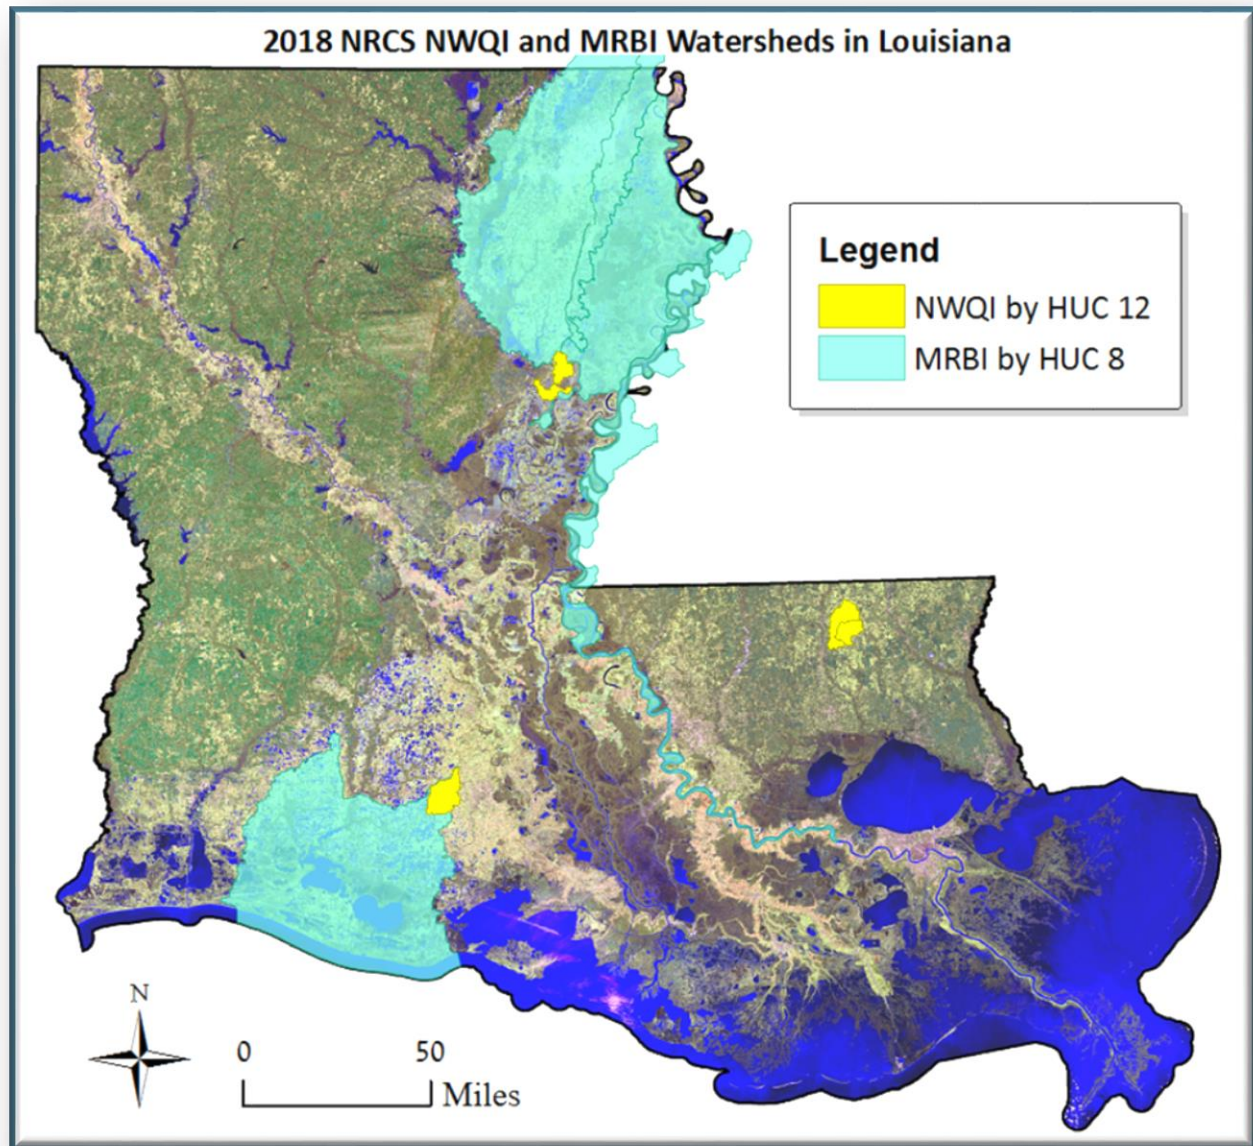 2018 NRCS NWQI and MRBI Watersheds in Louisiana
Legend
NWQI by HUC 12
MRBI by HUC 8
N
0 50
Miles